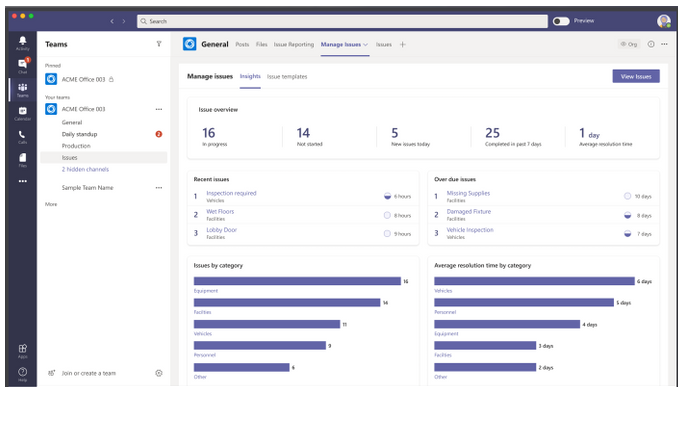 Search
Preview
Activity
Chat
Teams
Calendar
Calls
Files
Apps
Help
Teams
Pinned
ACME Office 003
Your teams
ACME Office 003
General
Daily standup 2
Production
Issues
2 hidden channels
Sample Team Name
More
Join or create a team
General Posts Files Issue Reporting Manage Issues Issues
Org
Manage issues Insights Issue templates
View Issues
Issue overview
16
In progress
14
Not started
5
New issues today
25
Completed in past 7 days
1 day
Average resolution time
Recent issues
1 Inspection required 6 hours
Vehicles
2 Wet Floors 8 hours
Facilities
3 Lobby Door 9 hours
Facilities
Over due issues
1 Missing Supplies 10 days
Facilities
2 Damaged Fixture 8 days
Facilities
3 Vehicle Inspection 7 days
Vehicles
Issues by category
16
Equipment
14
Facilities
11
Vehicles
9
Personnel
6
Other
Average resolution time by category
6 days
Vehicles
5 days
Personnel
4 days
Equipment
3 days
Facilities
2 days
Other